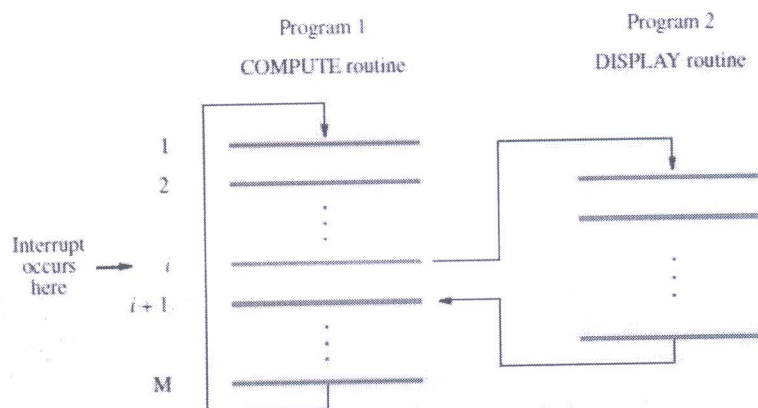 Program 1
COMPUTE routine
Program 2
DISPLAY routine
1
2
Interrupt
occurs
here
i
i + 1
M